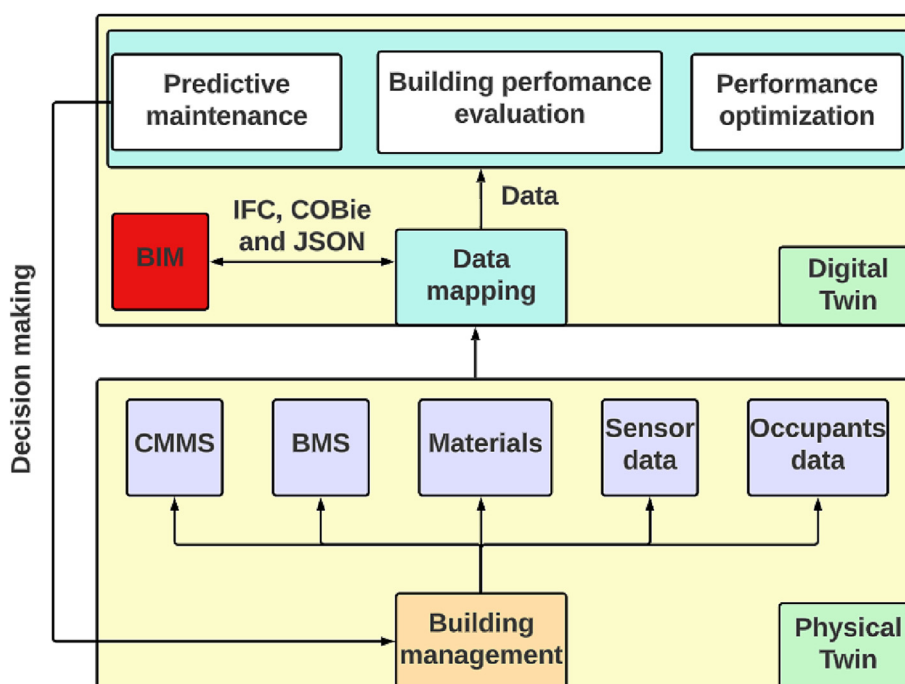 Predictive
maintenance
Building perfomance
evaluation
Performance
optimization
Data
IFC, COBie
and JSON
BIM
Data
mapping
Digital
Twin
Decision making
CMMS
BMS
Materials
Sensor
data
Occupants
data
Building
management
Physical
Twin